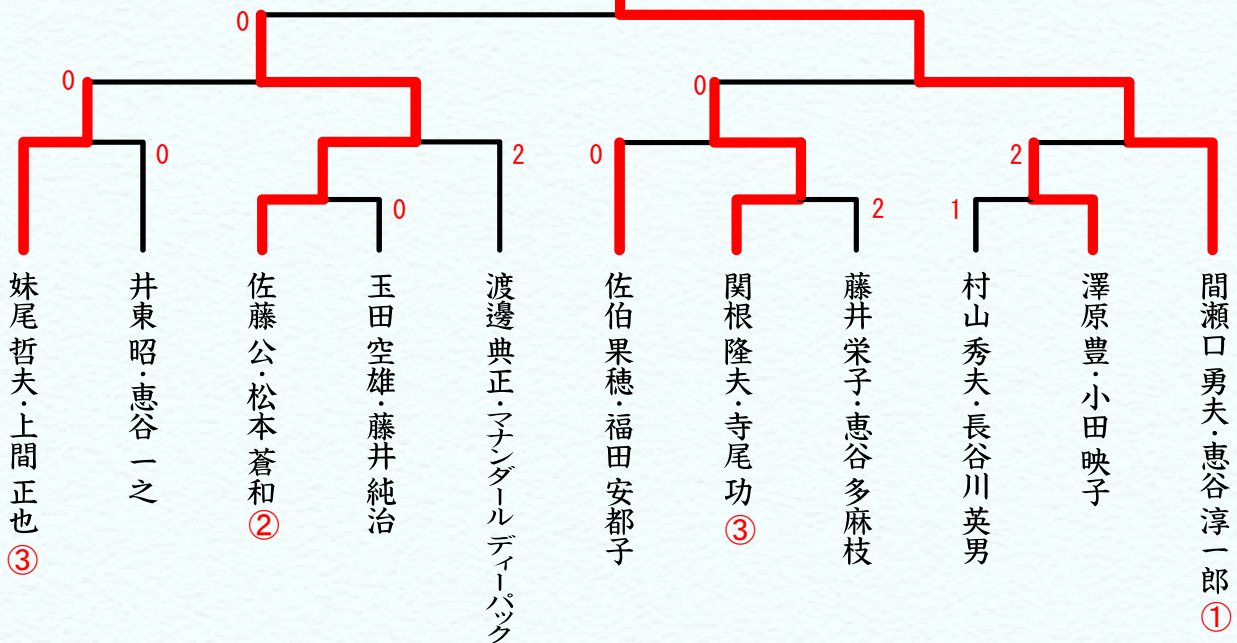 0
0
0
0
0
2
0
2
2
1
妹尾 哲夫・上間 正也 ③
井東 昭・恵谷 一之
佐藤 公・松本 蒼和 ②
玉田 空雄・藤井 純治
渡邊 典正・マナンダール ディーパック
佐伯 果穂・福田 安都子
関根 隆夫・寺尾 功 ③
藤井 栄子・恵谷 多麻枝
村山 秀夫・長谷川 英男
澤原 豊・小田 映子
間瀬口 勇夫・恵谷 淳一郎 ①